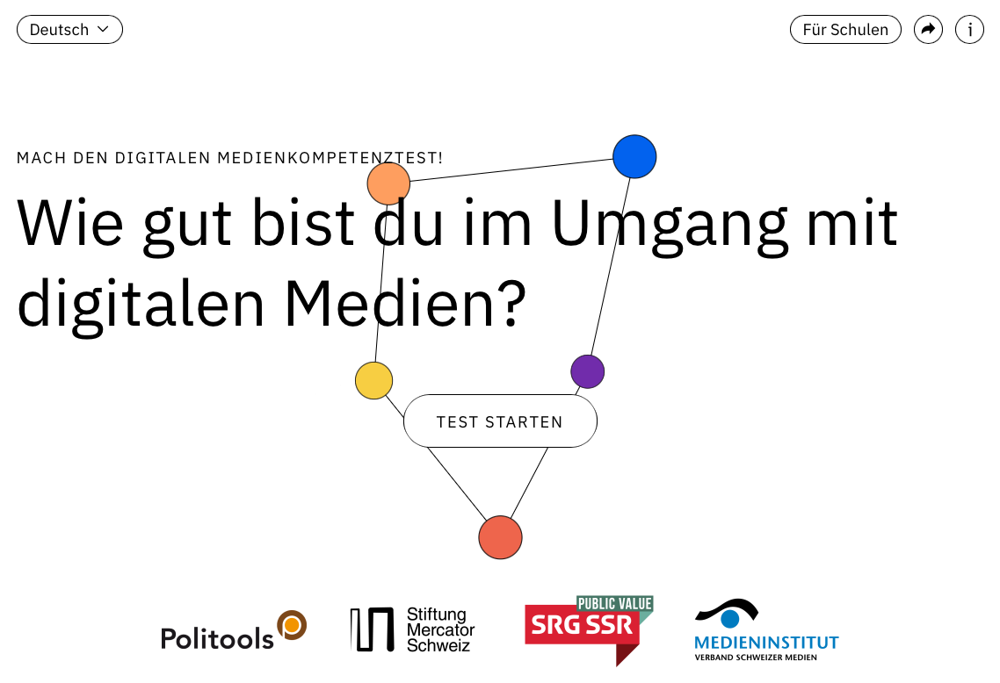 Deutsch
Für Schulen
i
MACH DEN DIGITALEN MEDIENKOMPETENZTEST!
Wie gut bist du im Umgang mit
digitalen Medien?
TEST STARTEN
Politools
Stiftung
Mercator
Schweiz
PUBLIC VALUE
SRG SSR
MEDIENINSTITUT
VERBAND SCHWEIZER MEDIEN